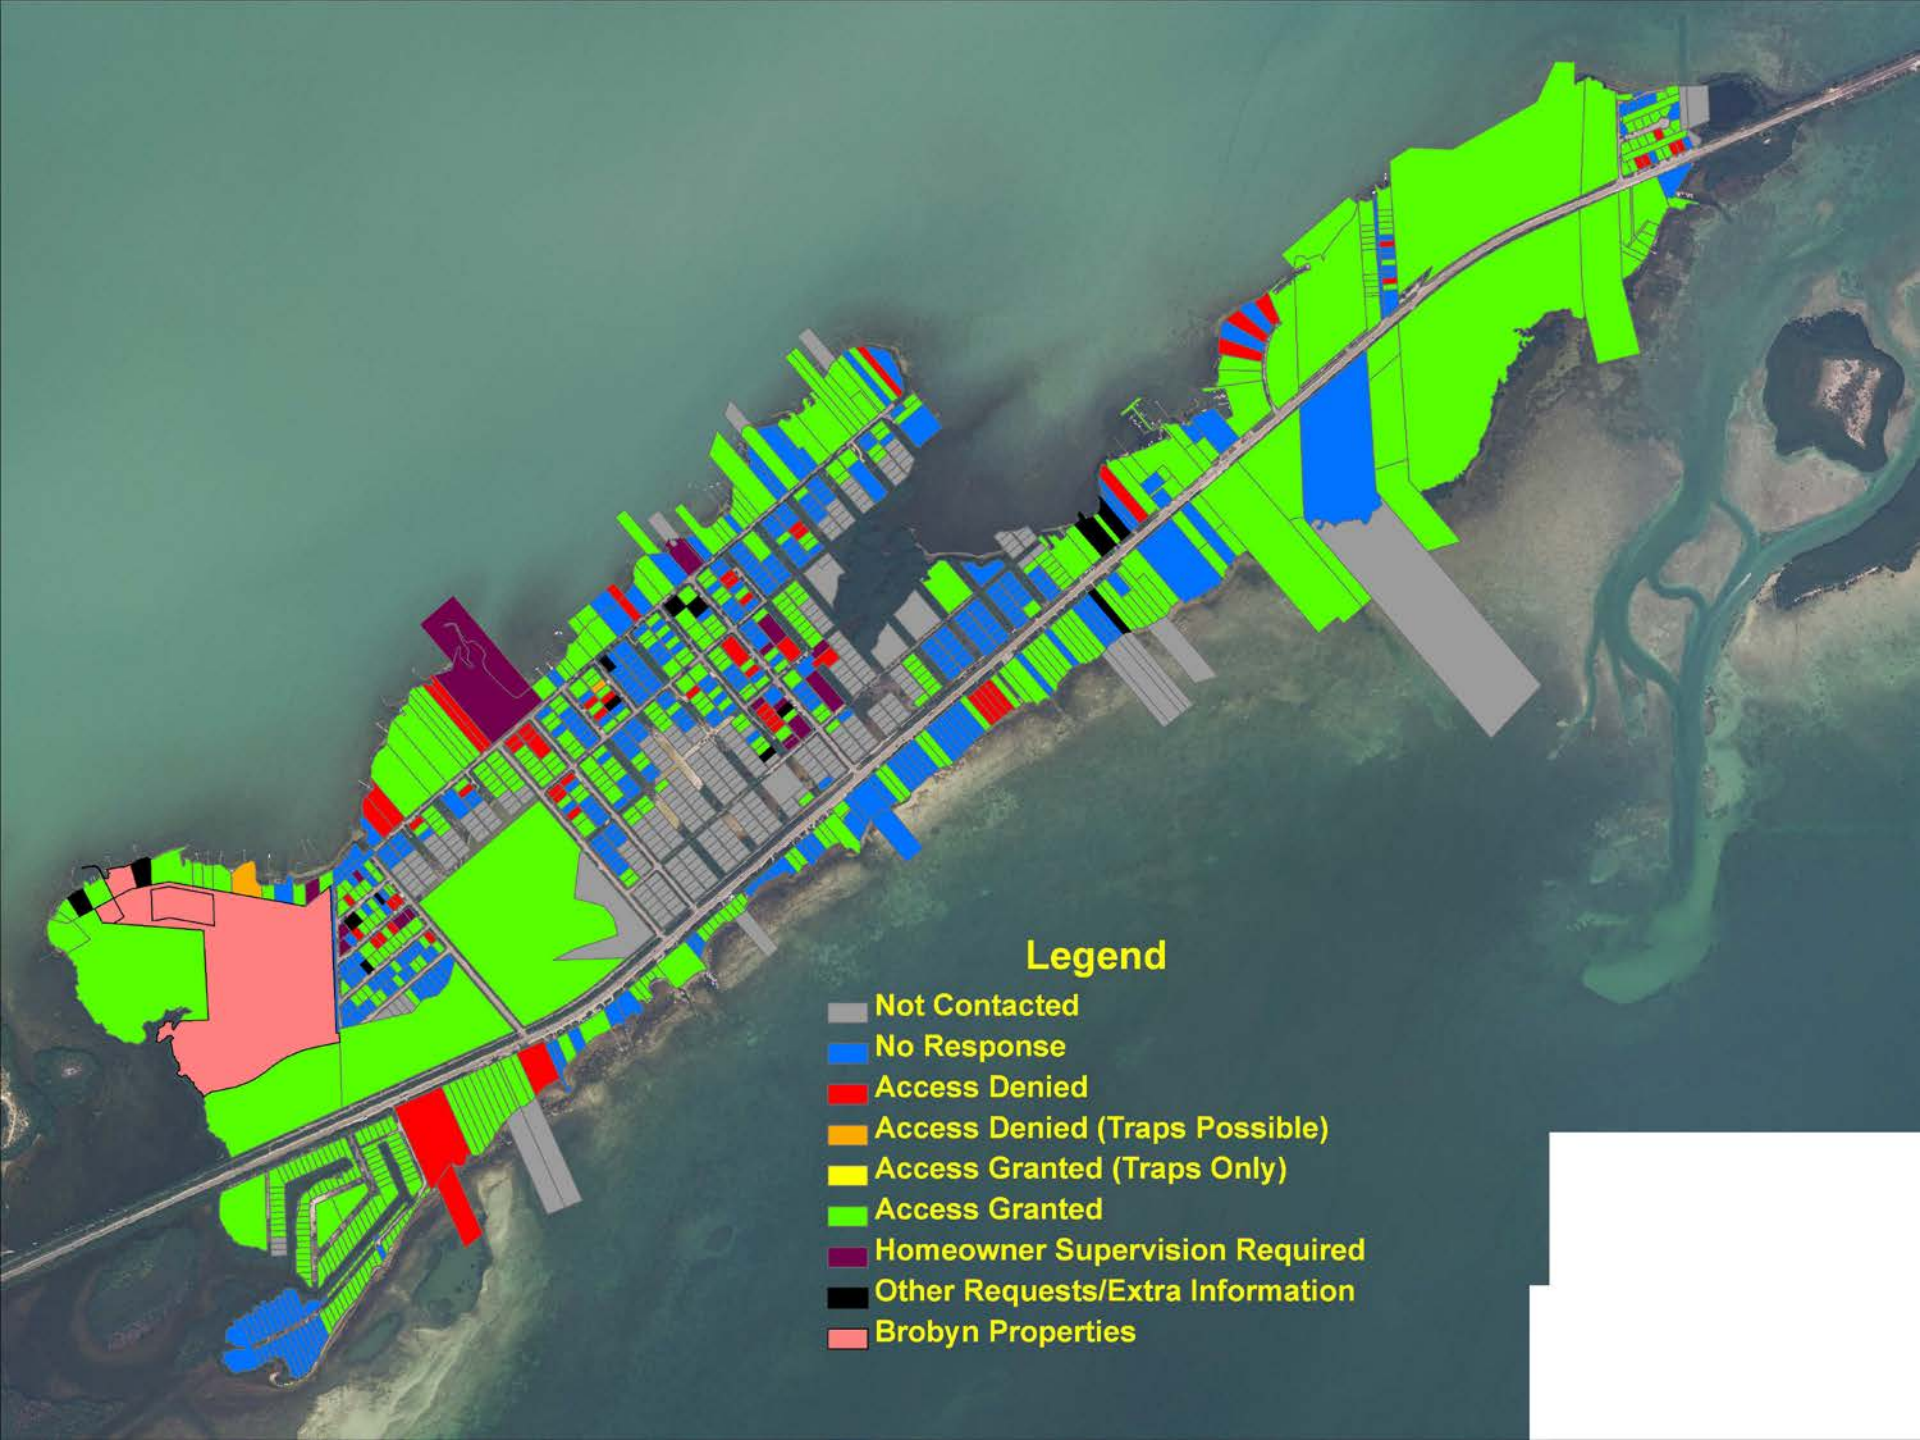 Legend
Not Contacted
No Response
Access Denied
Access Denied (Traps Possible)
Access Granted (Traps Only)
Access Granted
Homeowner Supervision Required
Other Requests/Extra Information
Brobyn Properties